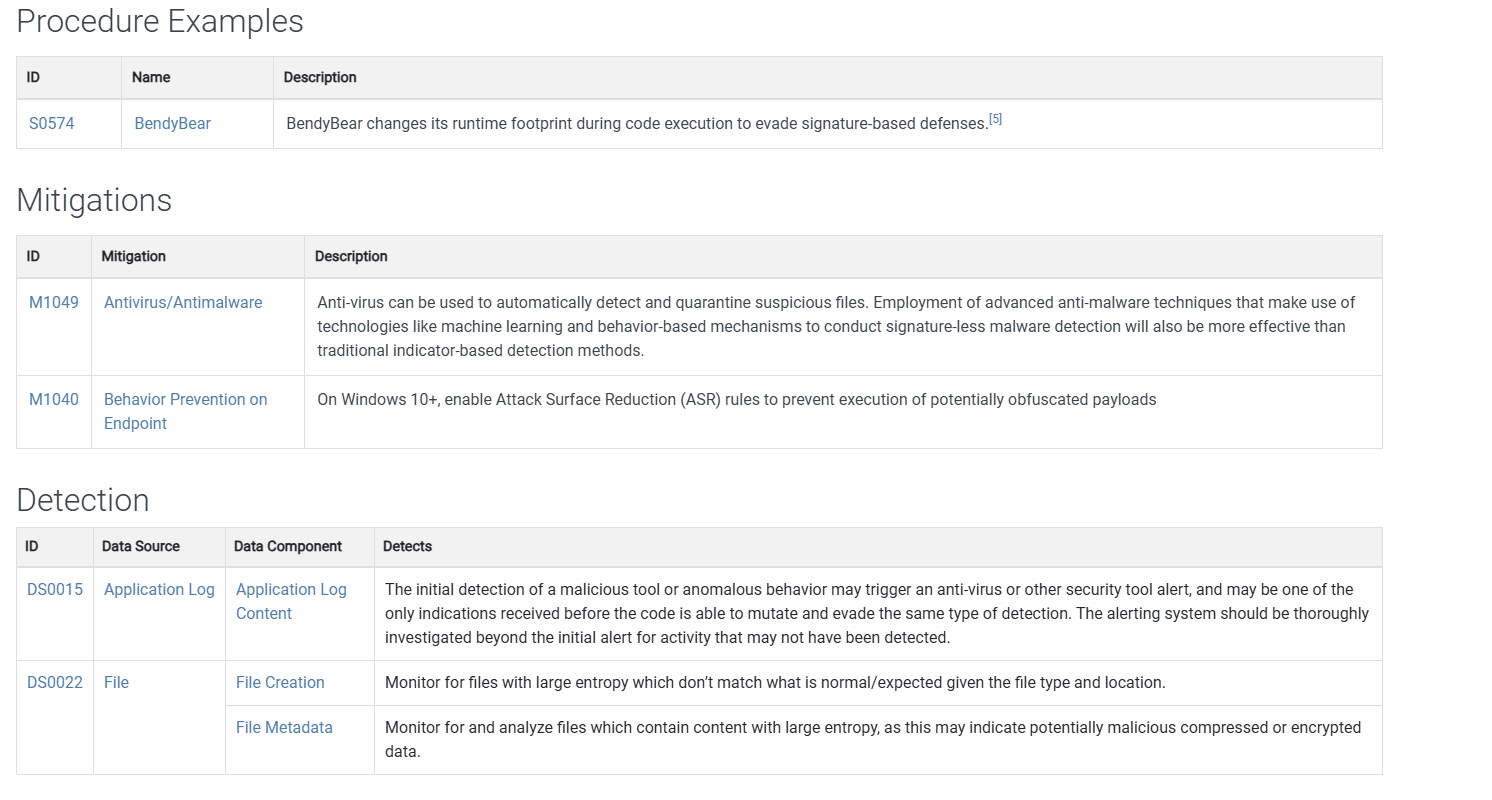 Procedure Examples
ID Name Description
S0574 BendyBear BendyBear changes its runtime footprint during code execution to evade signature-based defenses.[5]
Mitigations
ID Mitigation Description
M1049 Antivirus/Antimalware Anti-virus can be used to automatically detect and quarantine suspicious files. Employment of advanced anti-malware techniques that make use of
technologies like machine learning and behavior-based mechanisms to conduct signature-less malware detection will also be more effective than
traditional indicator-based detection methods.
M1040 Behavior Prevention on On Windows 10+, enable Attack Surface Reduction (ASR) rules to prevent execution of potentially obfuscated payloads
Endpoint
Detection
ID Data Source Data Component Detects
DS0015 Application Log Application Log The initial detection of a malicious tool or anomalous behavior may trigger an anti-virus or other security tool alert, and may be one of the
Content only indications received before the code is able to mutate and evade the same type of detection. The alerting system should be thoroughly
investigated beyond the initial alert for activity that may not have been detected.
DS0022 File File Creation Monitor for files with large entropy which don’t match what is normal/expected given the file type and location.
File Metadata Monitor for and analyze files which contain content with large entropy, as this may indicate potentially malicious compressed or encrypted
data.